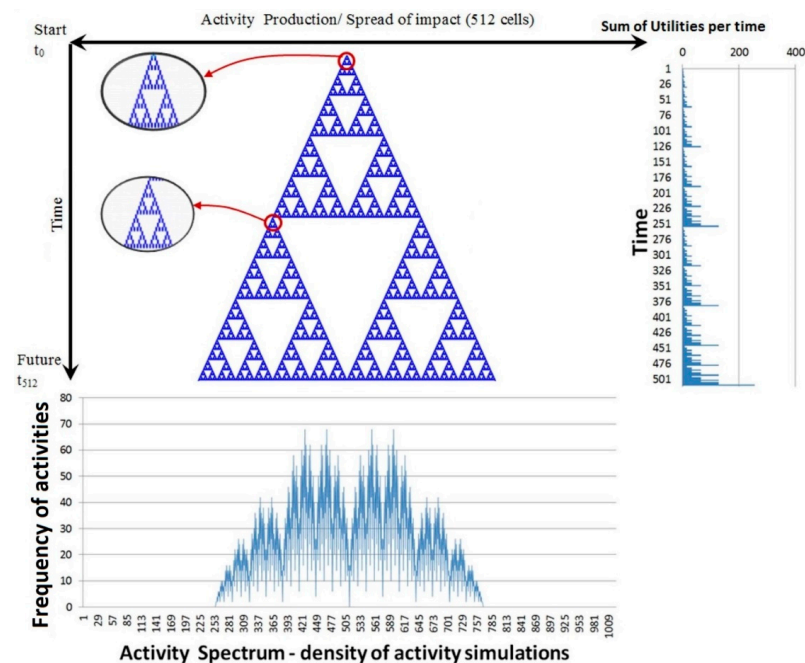 Activity Production/ Spread of impact (512 cells)
Start
t0
Sum of Utilities per time
0 200 400
1
26
51
76
101
126
151
176
201
226
251
276
301
326
351
376
401
426
451
476
501
Time
Time
Future
t512
80
70
60
50
40
30
20
10
0
Frequency of activities
1 29 57 85 113 141 169 197 225 253 281 309 337 365 393 421 449 477 505 533 561 589 617 645 673 701 729 757 785 813 841 869 897 925 953 981 1009
Activity Spectrum - density of activity simulations